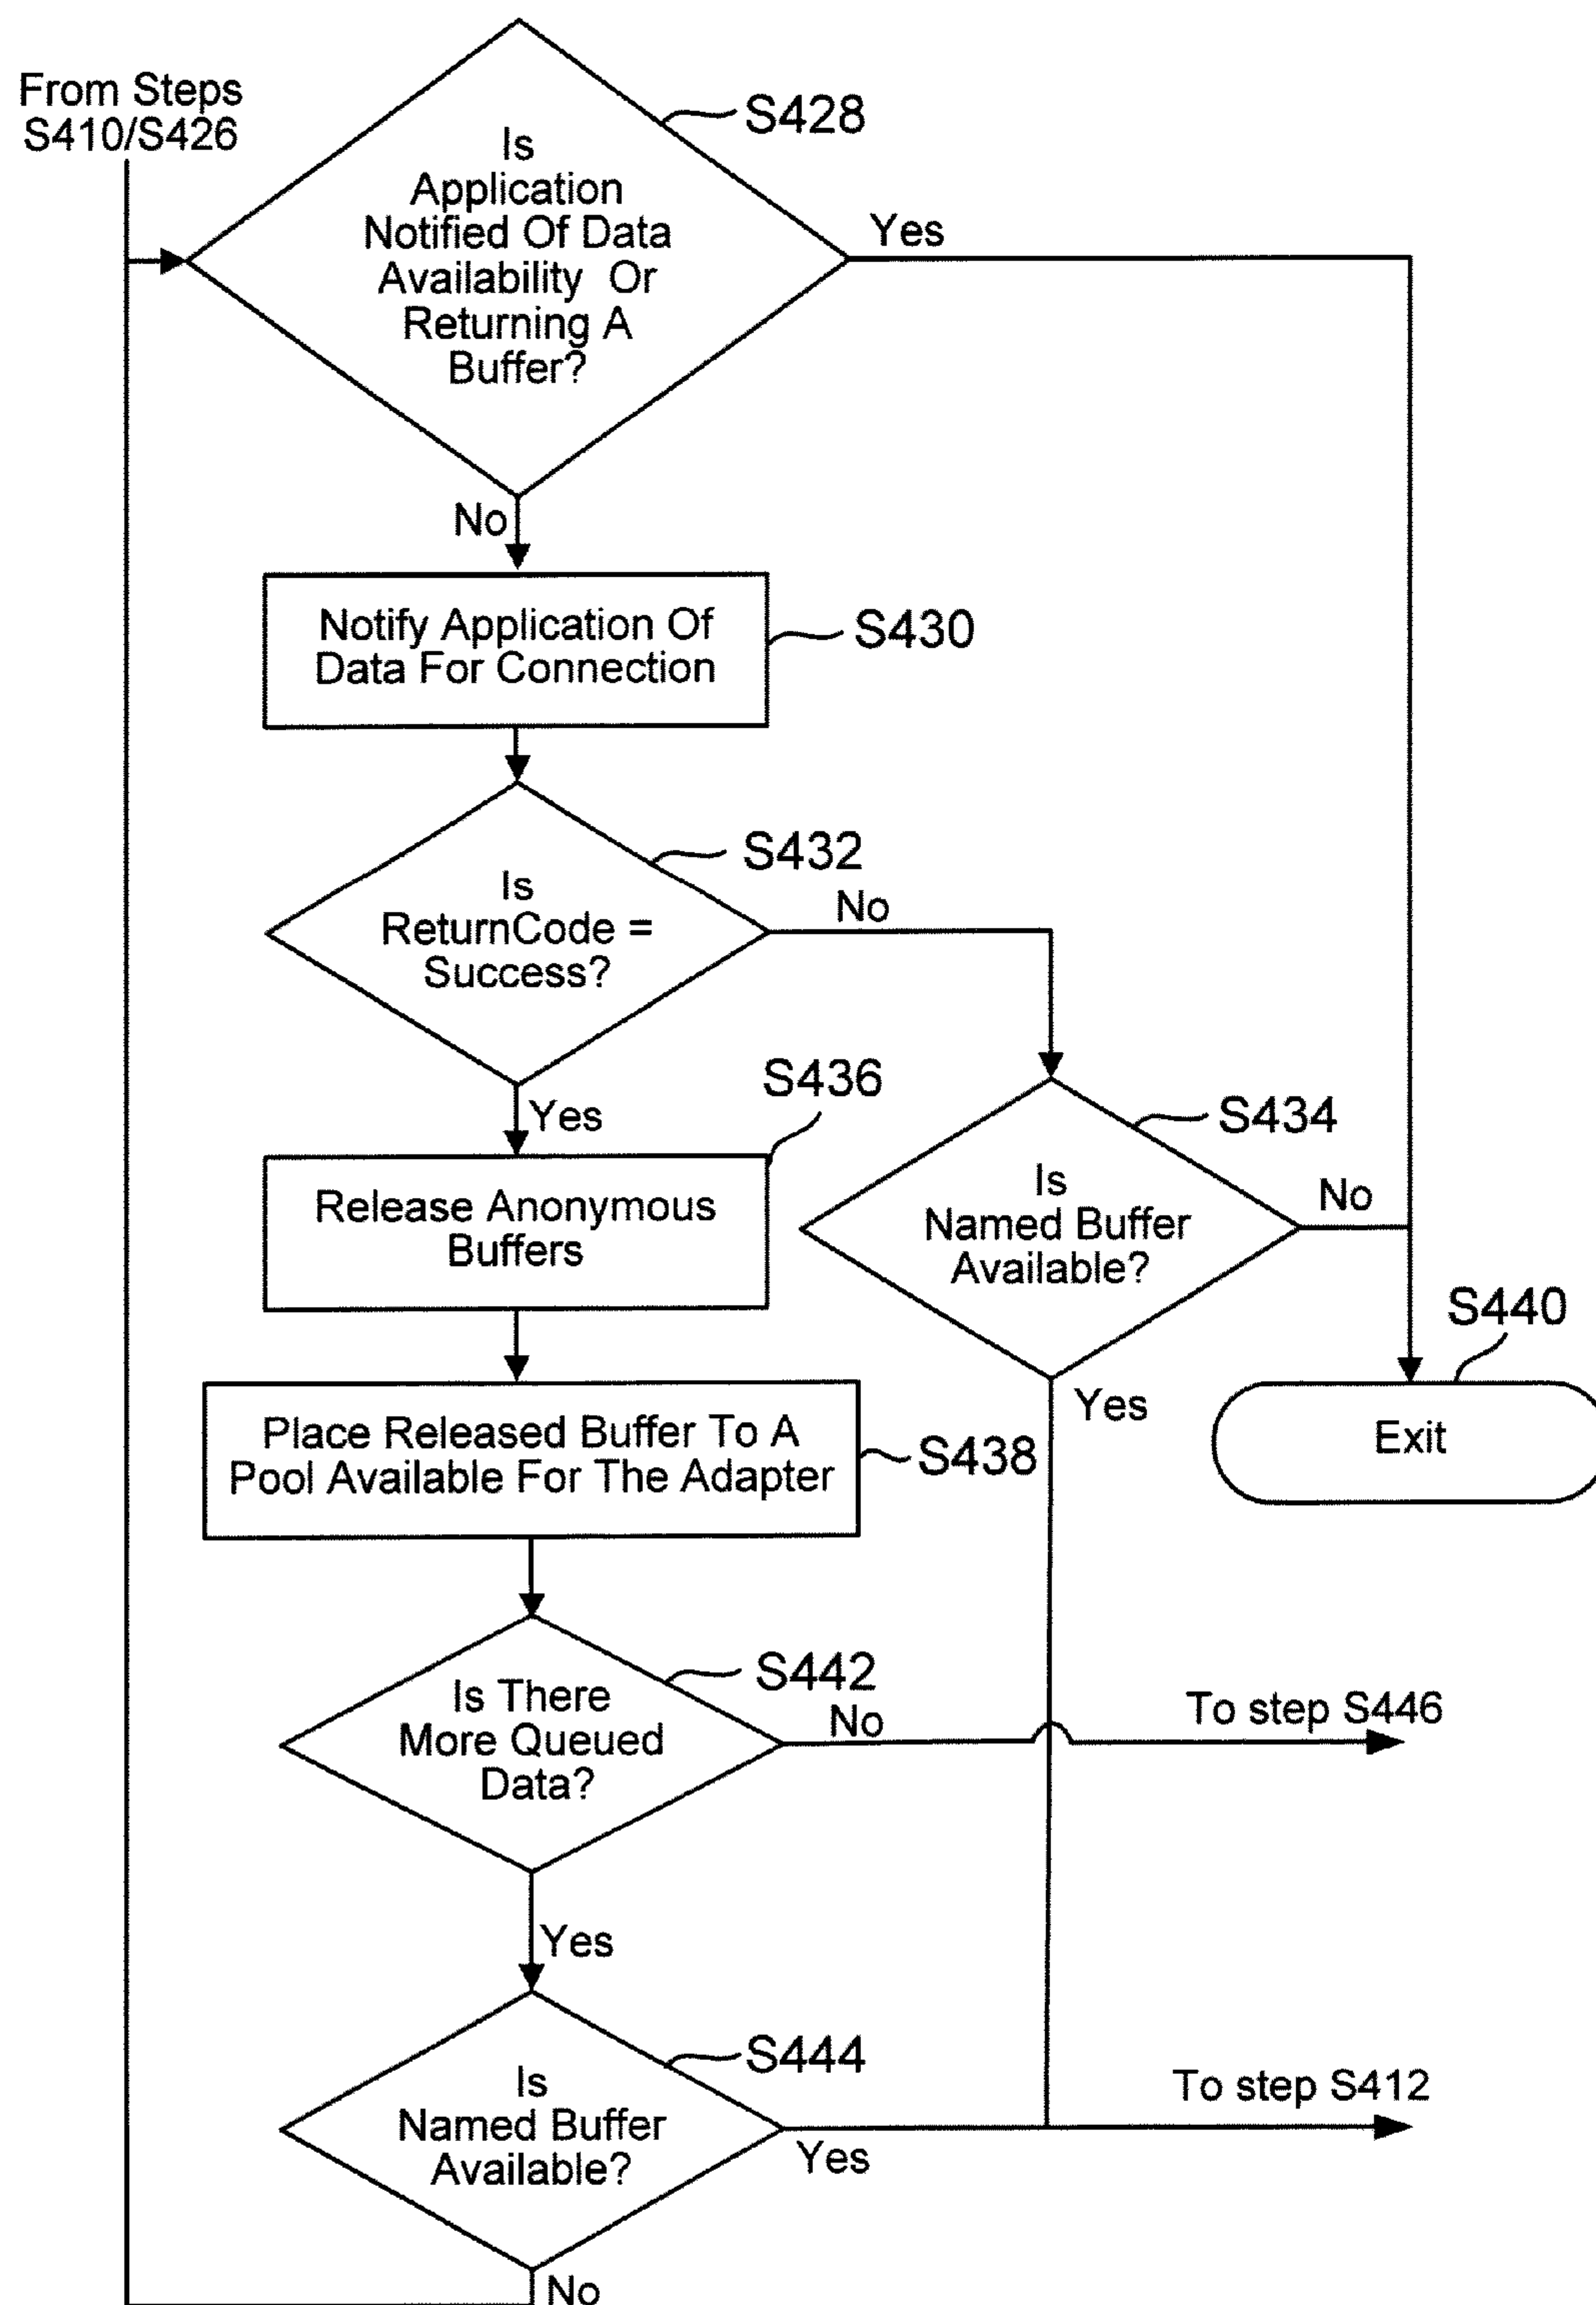 From Steps
S410/S426
S428
Is
Application
Notified Of Data
Availability Or
Returning A
Buffer?
Yes
No
Notify Application Of
Data For Connection
S430
S432
Is
ReturnCode =
Success?
No
Yes
S436
S434
Release Anonymous
Buffers
Is
Named Buffer
Available?
No
Yes
S440
Exit
Place Released Buffer To A
Pool Available For The Adapter
S438
S442
Is There
More Queued
Data?
No
To step S446
Yes
S444
Is
Named Buffer
Available?
Yes
To step S412
No